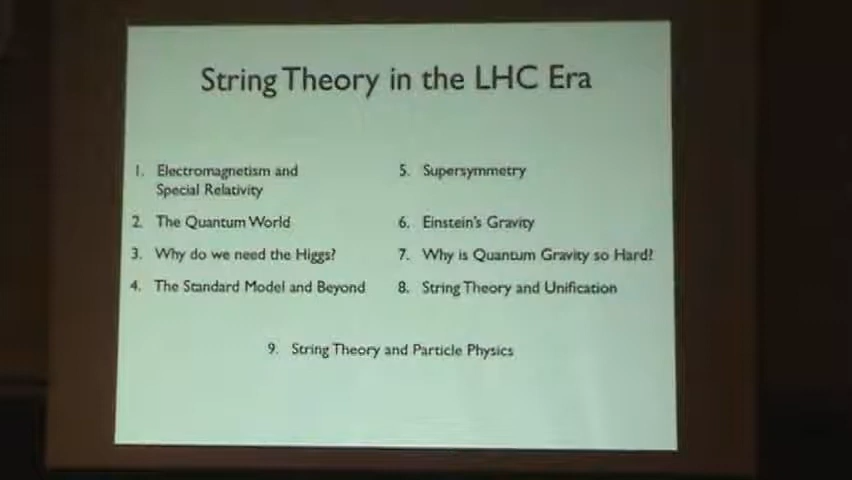 String Theory in the LHC Era
1. Electromagnetism and
Special Relativity
2. The Quantum World
3. Why do we need the Higgs?
4. The Standard Model and Beyond
5. Supersymmetry
6. Einstein's Gravity
7. Why is Quantum Gravity so Hard?
8. String Theory and Unification
9. String Theory and Particle Physics